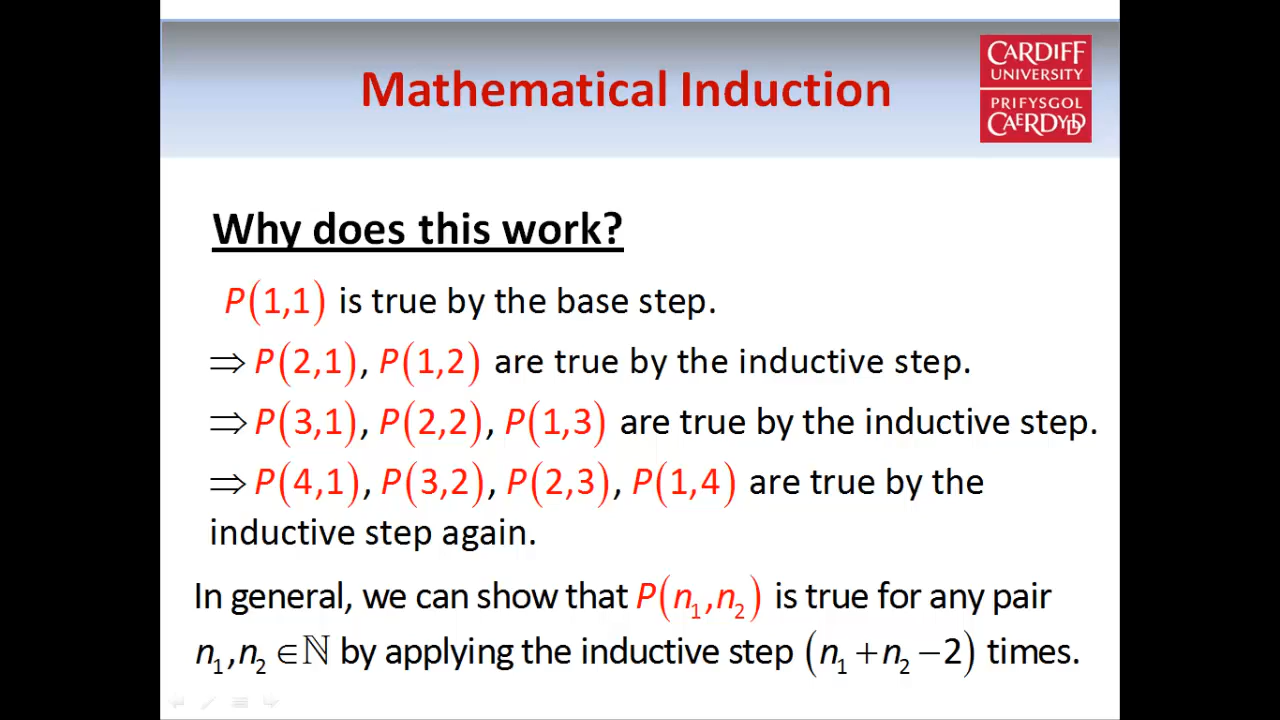 Mathematical Induction
CARDIFF
UNIVERSITY
PRIFYSGOL
CAERDYDD
Why does this work?
P(1,1) is true by the base step.
⇒ P(2,1), P(1,2) are true by the inductive step.
⇒ P(3,1), P(2,2), P(1,3) are true by the inductive step.
⇒ P(4,1), P(3,2), P(2,3), P(1,4) are true by the
inductive step again.
In general, we can show that P(n₁,n₂) is true for any pair
n₁,n₂ ∈ ℕ by applying the inductive step (n₁ + n₂ − 2) times.